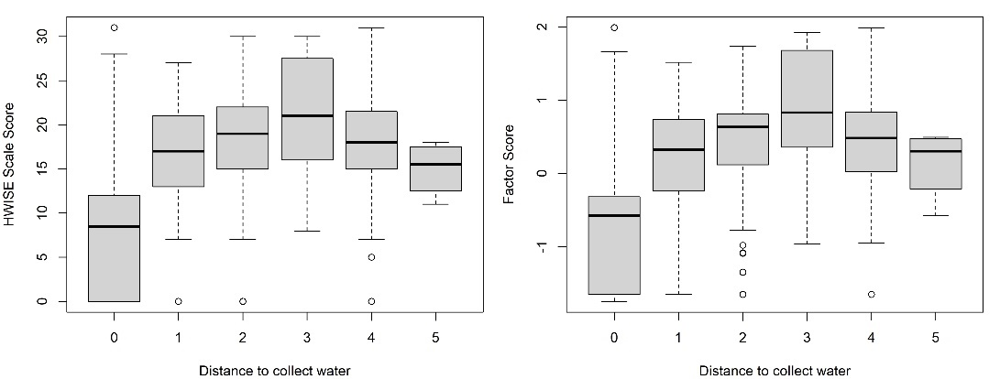 HWISE Scale Score
30
25
20
15
10
5
0
0 1 2 3 4 5
Distance to collect water
Factor Score
2
1
0
-1
0 1 2 3 4 5
Distance to collect water